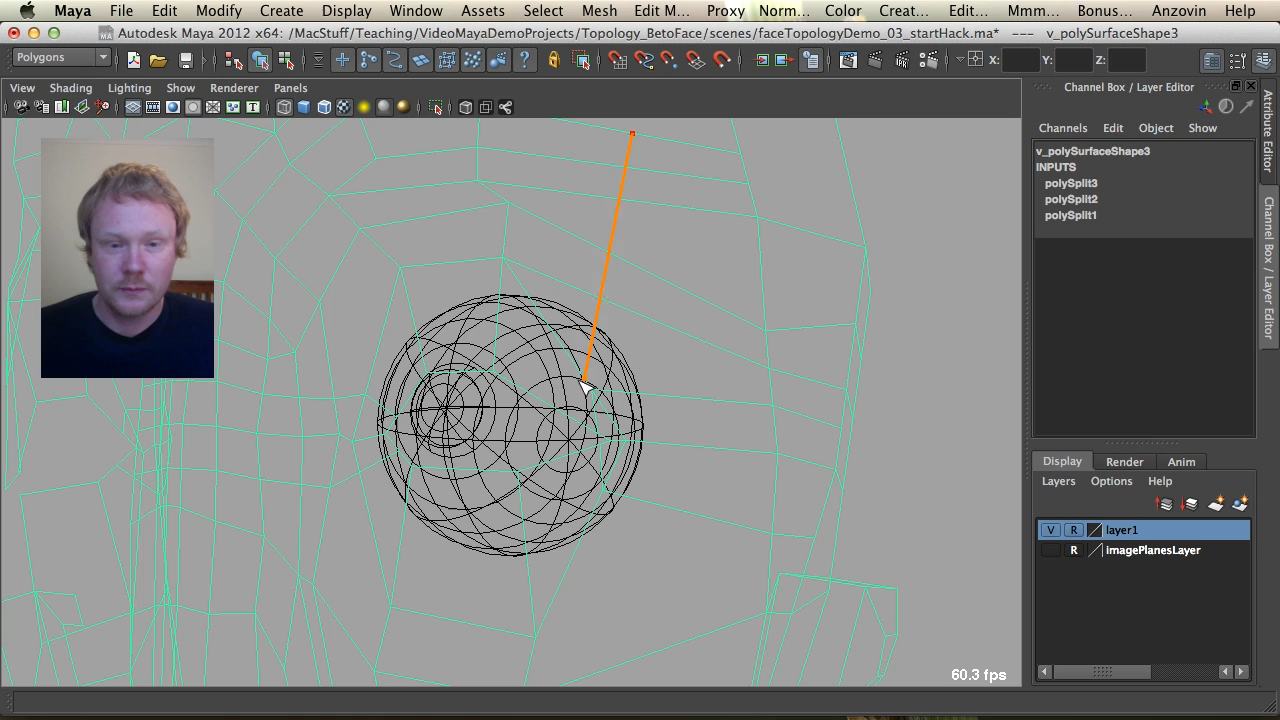 Maya File Edit Modify Create Display Window Assets Select Mesh Edit M... Proxy Norm... Color Crea... Edit... Mmm... Bonus... Anzovin Help
Autodesk Maya 2012 x64: /MacStuff/Teaching/VideoMayaDemoProjects/Topology_BetoFace/scenes/faceTopologyDemo_03_startHack.ma* --- v_polySurfaceShape3
Polygons X: Y: Z:
View Shading Lighting Show Renderer Panels
Channel Box / Layer Editor
Channels Edit Object Show
v_polySurfaceShape3
INPUTS
polySplit3
polySplit2
polySplit1
Attribute Editor
Channel Box / Layer Editor
Display Render Anim
Layers Options Help
V R layer1
R imagePlanesLayer
60.3 fps